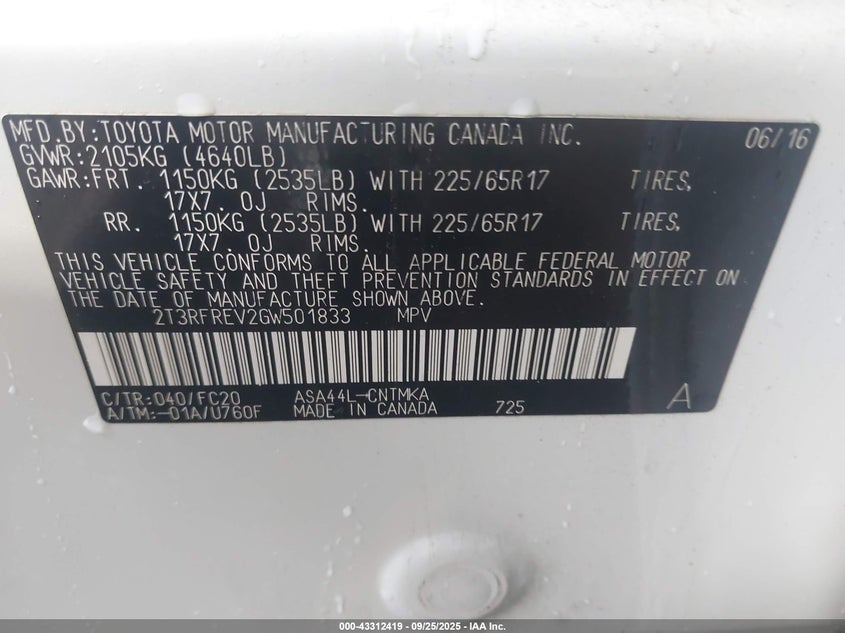 MFD.BY:TOYOTA MOTOR MANUFACTURING CANADA INC. 06/16
GVWR:2105KG (4640LB)
GAWR:FRT. 1150KG (2535LB) WITH 225/65R17 TIRES,
17X7. 0J RIMS.
RR. 1150KG (2535LB) WITH 225/65R17 TIRES,
17X7. 0J RIMS.
THIS VEHICLE CONFORMS TO ALL APPLICABLE FEDERAL MOTOR
VEHICLE SAFETY AND THEFT PREVENTION STANDARDS IN EFFECT ON
THE DATE OF MANUFACTURE SHOWN ABOVE.
2T3RFREV2GW501833 MPV
C/TR:040/FC20 ASA44L-CNTMKA
A/TM:-01A/U760F MADE IN CANADA 725 A
000-43312419 - 09/25/2025 - IAA Inc.